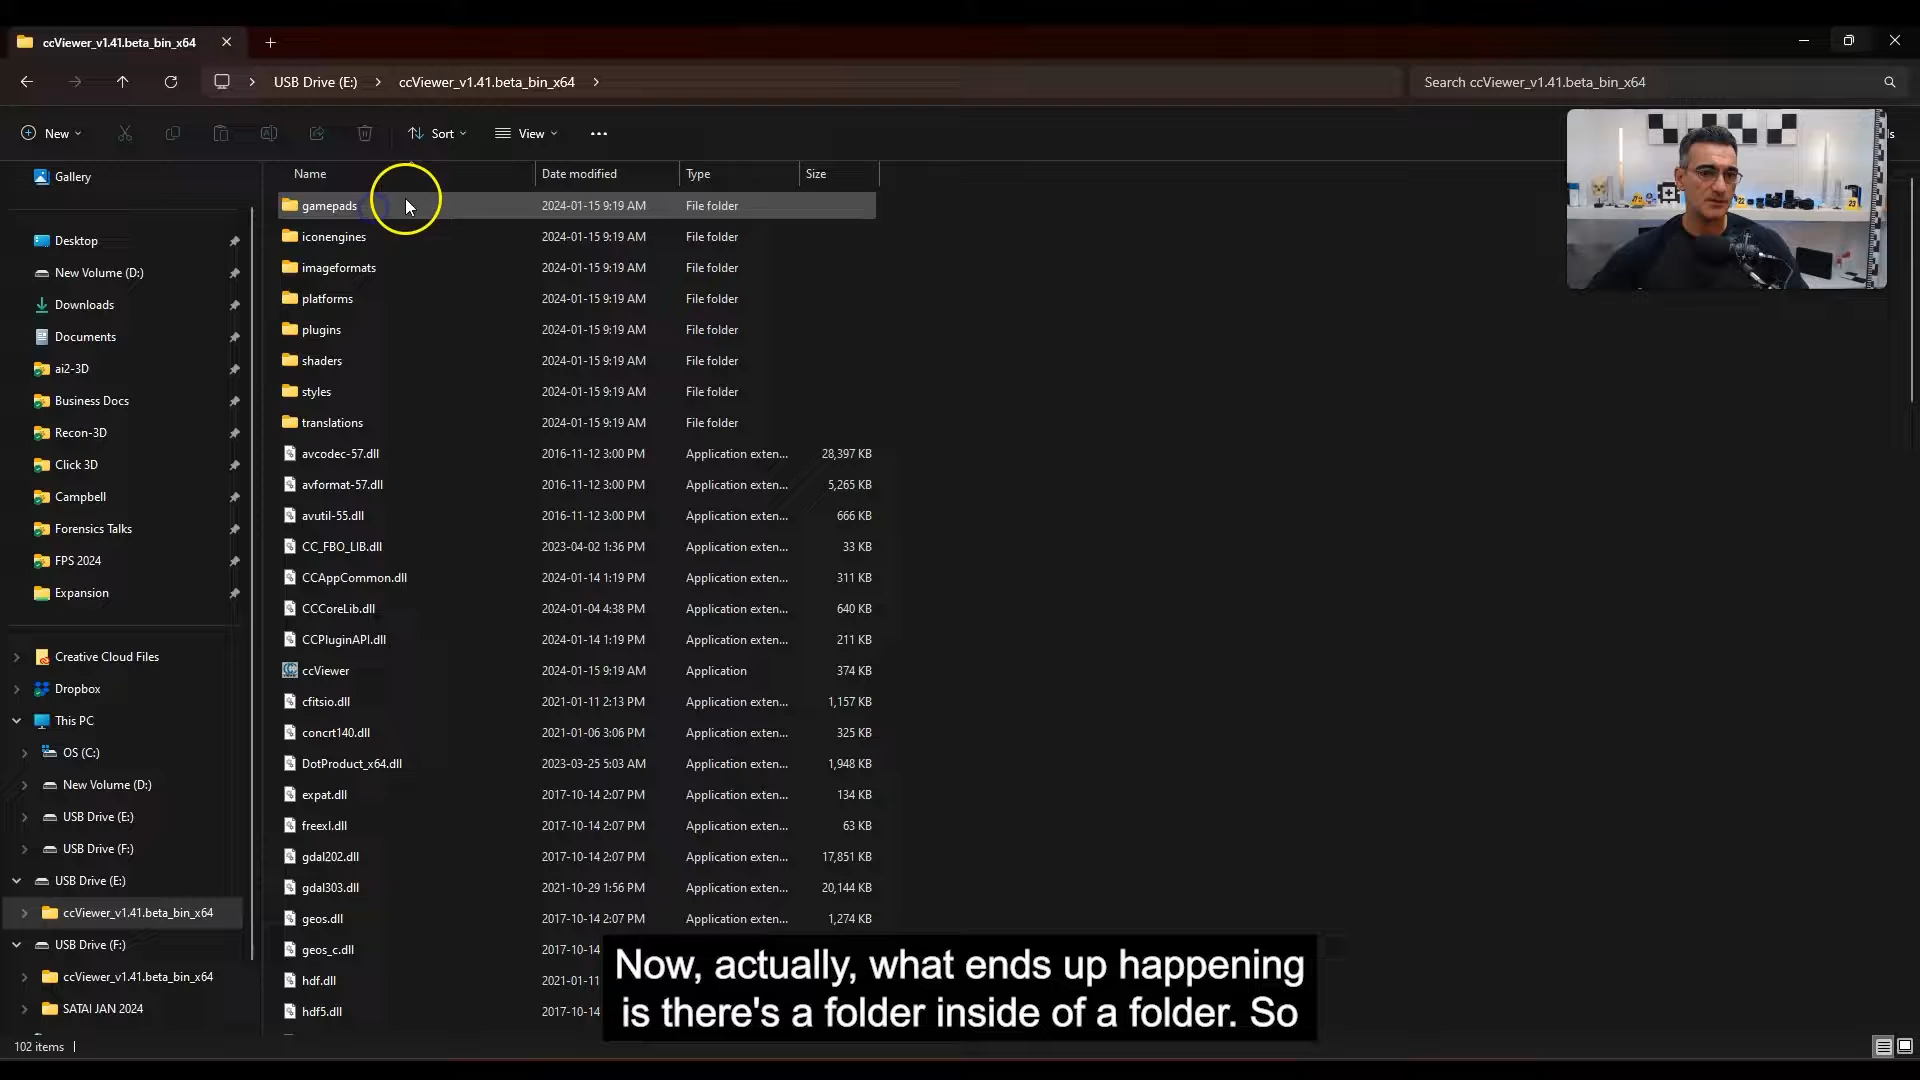 ccViewer_v1.41.beta_bin_x64
USB Drive (E:) ccViewer_v1.41.beta_bin_x64 Search ccViewer_v1.41.beta_bin_x64
New Sort View
Name Date modified Type Size
Gallery
Desktop
New Volume (D:)
Downloads
Documents
ai2-3D
Business Docs
Recon-3D
Click 3D
Campbell
Forensics Talks
FPS 2024
Expansion
Creative Cloud Files
Dropbox
This PC
OS (C:)
New Volume (D:)
USB Drive (E:)
USB Drive (F:)
USB Drive (E:)
ccViewer_v1.41.beta_bin_x64
USB Drive (F:)
ccViewer_v1.41.beta_bin_x64
SATAI JAN 2024
gamepads 2024-01-15 9:19 AM File folder
iconengines 2024-01-15 9:19 AM File folder
imageformats 2024-01-15 9:19 AM File folder
platforms 2024-01-15 9:19 AM File folder
plugins 2024-01-15 9:19 AM File folder
shaders 2024-01-15 9:19 AM File folder
styles 2024-01-15 9:19 AM File folder
translations 2024-01-15 9:19 AM File folder
avcodec-57.dll 2016-11-12 3:00 PM Application exten... 28,397 KB
avformat-57.dll 2016-11-12 3:00 PM Application exten... 5,265 KB
avutil-55.dll 2016-11-12 3:00 PM Application exten... 666 KB
CC_FBO_LIB.dll 2023-04-02 1:36 PM Application exten... 33 KB
CCAppCommon.dll 2024-01-14 1:19 PM Application exten... 311 KB
CCCoreLib.dll 2024-01-04 4:38 PM Application exten... 640 KB
CCPluginAPI.dll 2024-01-14 1:19 PM Application exten... 211 KB
ccViewer 2024-01-15 9:19 AM Application 374 KB
cfitsio.dll 2021-01-11 2:13 PM Application exten... 1,157 KB
concrt140.dll 2021-01-06 3:06 PM Application exten... 325 KB
DotProduct_x64.dll 2023-03-25 5:03 AM Application exten... 1,948 KB
expat.dll 2017-10-14 2:07 PM Application exten... 134 KB
freexl.dll 2017-10-14 2:07 PM Application exten... 63 KB
gdal202.dll 2017-10-14 2:07 PM Application exten... 17,851 KB
gdal303.dll 2021-10-29 1:56 PM Application exten... 20,144 KB
geos.dll 2017-10-14 2:07 PM Application exten... 1,274 KB
geos_c.dll 2017-10-14
hdf.dll 2021-01-11
hdf5.dll 2017-10-14
Now, actually, what ends up happening
is there's a folder inside of a folder. So
102 items